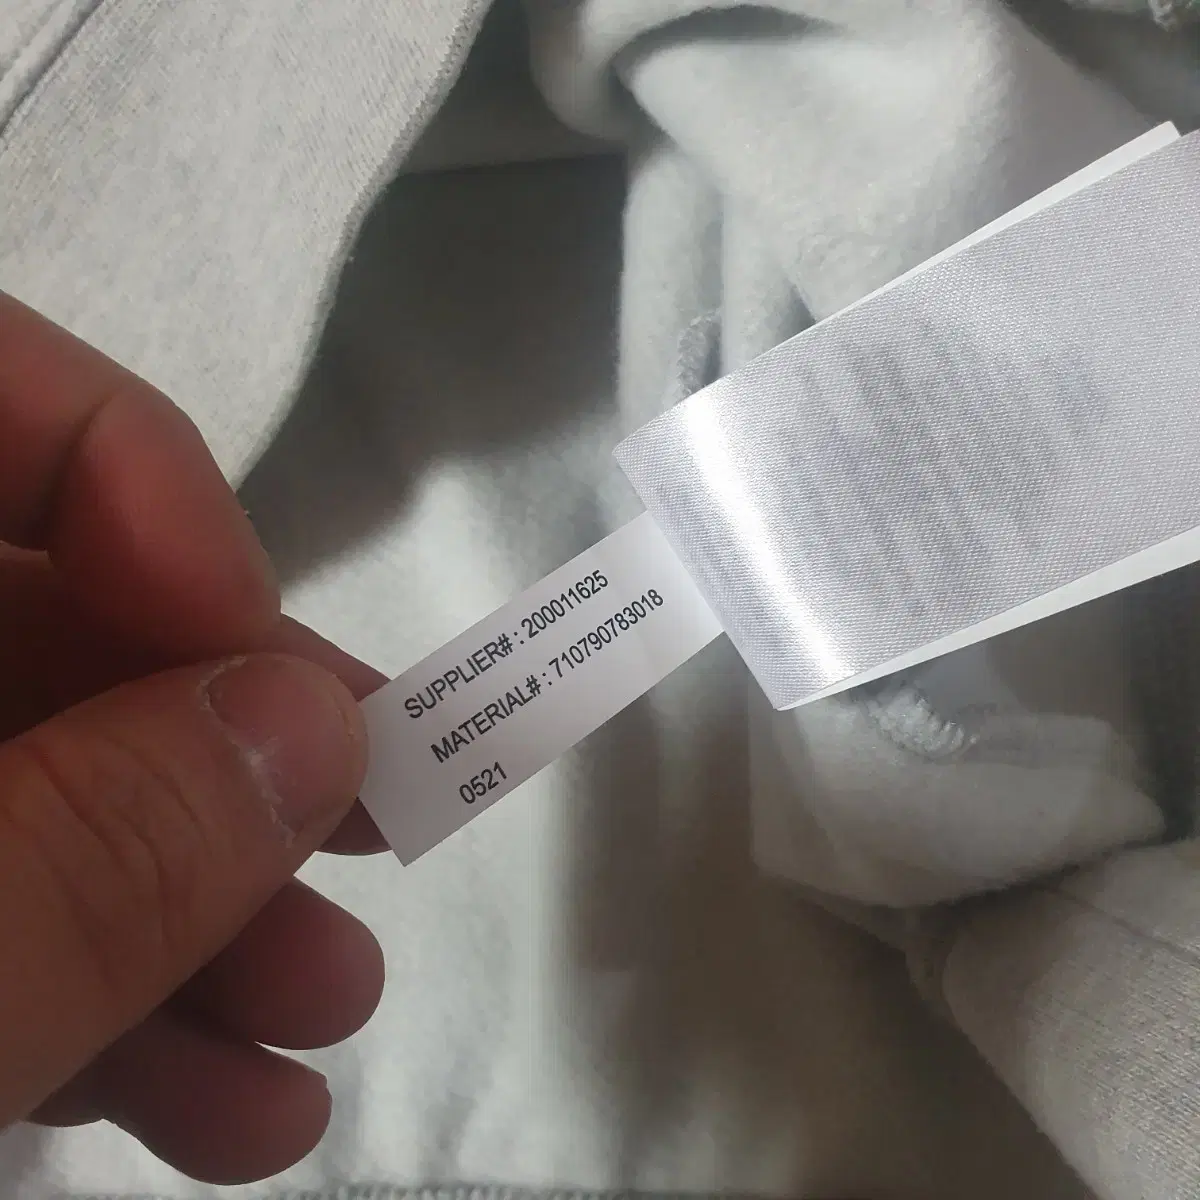 SUPPLIER# : 200011625
MATERIAL# : 710790783018
0521